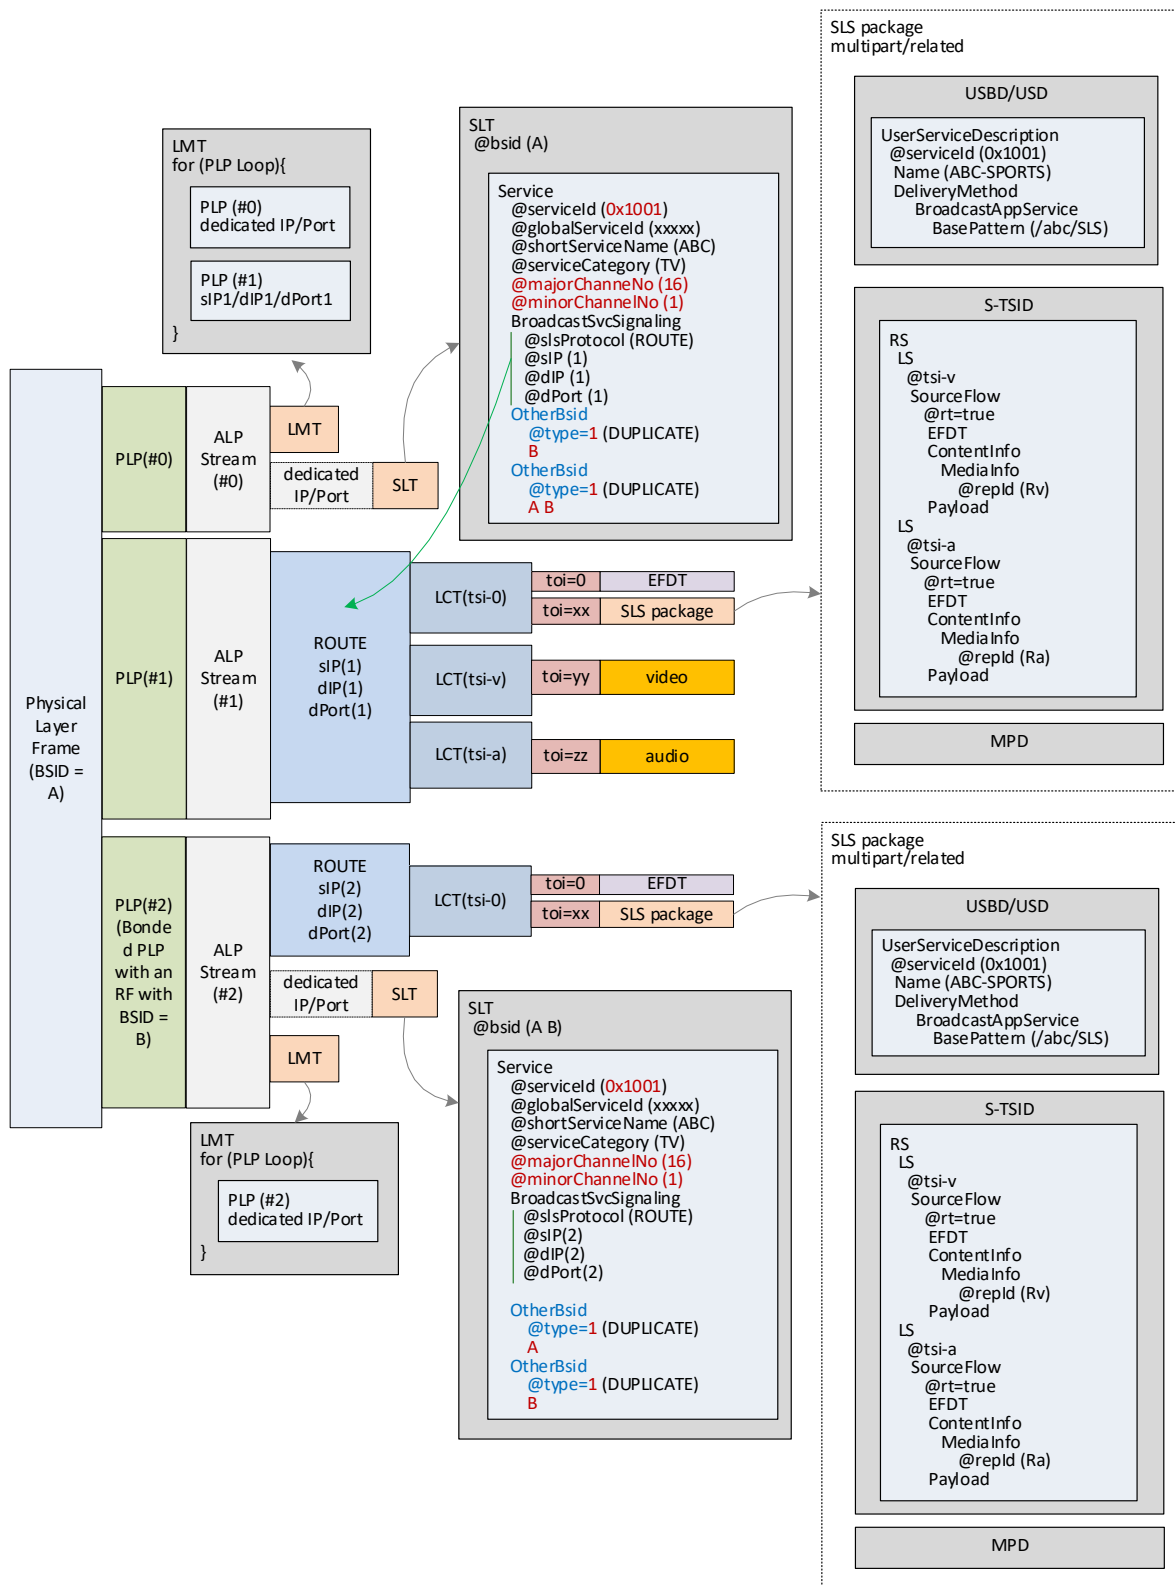 SLS package
multipart/related
USBD/USD
UserServiceDescription
@serviceId (0x1001)
Name (ABC-SPORTS)
DeliveryMethod
BroadcastAppService
BasePattern (/abc/SLS)
S-TSID
RS
LS
@tsi-v
SourceFlow
@rt=true
EFDT
ContentInfo
MediaInfo
@repId (Rv)
Payload
LS
@tsi-a
SourceFlow
@rt=true
EFDT
ContentInfo
MediaInfo
@repId (Ra)
Payload
MPD
LMT
for (PLP Loop){
PLP (#0)
dedicated IP/Port
PLP (#1)
sIP1/dIP1/dPort1
}
SLT
@bsid (A)
Service
@serviceId (0x1001)
@globalServiceId (xxxxx)
@shortServiceName (ABC)
@serviceCategory (TV)
@majorChanneNo (16)
@minorChannelNo (1)
BroadcastSvcSignaling
@slsProtocol (ROUTE)
@sIP (1)
@dIP (1)
@dPort (1)
OtherBsid
@type=1 (DUPLICATE)
B
OtherBsid
@type=1 (DUPLICATE)
A B
Physical
Layer
Frame
(BSID =
A)
PLP(#0)
ALP
Stream
(#0)
LMT
dedicated
IP/Port
SLT
PLP(#1)
ALP
Stream
(#1)
ROUTE
sIP(1)
dIP(1)
dPort(1)
LCT(tsi-0)
toi=0
EFDT
toi=xx
SLS package
LCT(tsi-v)
toi=yy
video
LCT(tsi-a)
toi=zz
audio
PLP(#2)
(Bonde
d PLP
with an
RF with
BSID =
B)
ALP
Stream
(#2)
ROUTE
sIP(2)
dIP(2)
dPort(2)
LCT(tsi-0)
toi=0
EFDT
toi=xx
SLS package
dedicated
IP/Port
SLT
LMT
LMT
for (PLP Loop){
PLP (#2)
dedicated IP/Port
}
SLT
@bsid (A B)
Service
@serviceId (0x1001)
@globalServiceId (xxxxx)
@shortServiceName (ABC)
@serviceCategory (TV)
@majorChannelNo (16)
@minorChannelNo (1)
BroadcastSvcSignaling
@slsProtocol (ROUTE)
@sIP(2)
@dIP(2)
@dPort(2)
OtherBsid
@type=1 (DUPLICATE)
A
OtherBsid
@type=1 (DUPLICATE)
B
SLS package
multipart/related
USBD/USD
UserServiceDescription
@serviceId (0x1001)
Name (ABC-SPORTS)
DeliveryMethod
BroadcastAppService
BasePattern (/abc/SLS)
S-TSID
RS
LS
@tsi-v
SourceFlow
@rt=true
EFDT
ContentInfo
MediaInfo
@repId (Rv)
Payload
LS
@tsi-a
SourceFlow
@rt=true
EFDT
ContentInfo
MediaInfo
@repId (Ra)
Payload
MPD